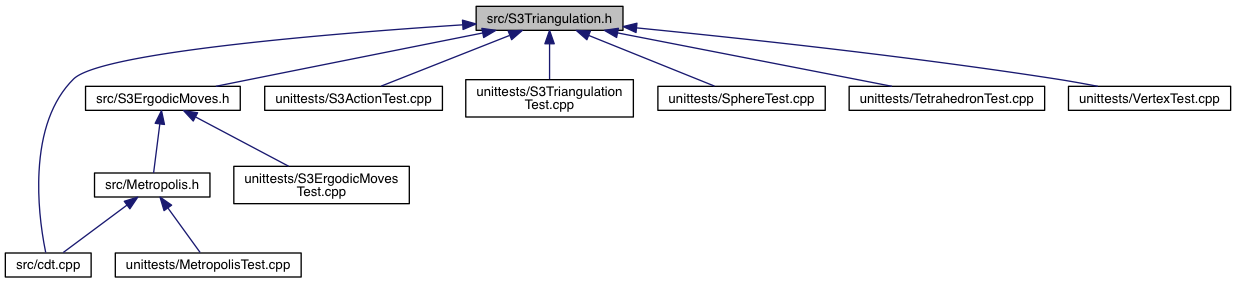 src/S3Triangulation.h
src/S3ErgodicMoves.h
unittests/S3ActionTest.cpp
unittests/S3Triangulation
Test.cpp
unittests/SphereTest.cpp
unittests/TetrahedronTest.cpp
unittests/VertexTest.cpp
src/Metropolis.h
unittests/S3ErgodicMoves
Test.cpp
src/cdt.cpp
unittests/MetropolisTest.cpp